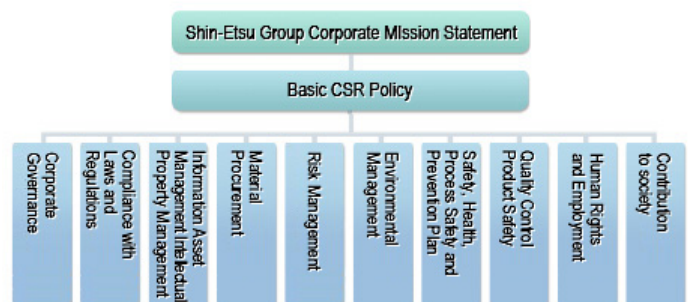 Shin-Etsu Group Corporate Mission Statement
Basic CSR Policy
Corporate
Governance
Compliance with
Laws and
Regulations
Information Asset
Management Intellectual
Property Management
Material
Procurement
Risk Management
Environmental
Management
Safety, Health,
Process Safety and
Prevention Plan
Quality Control
Product Safety
Human Rights
and Employment
Contribution
to society